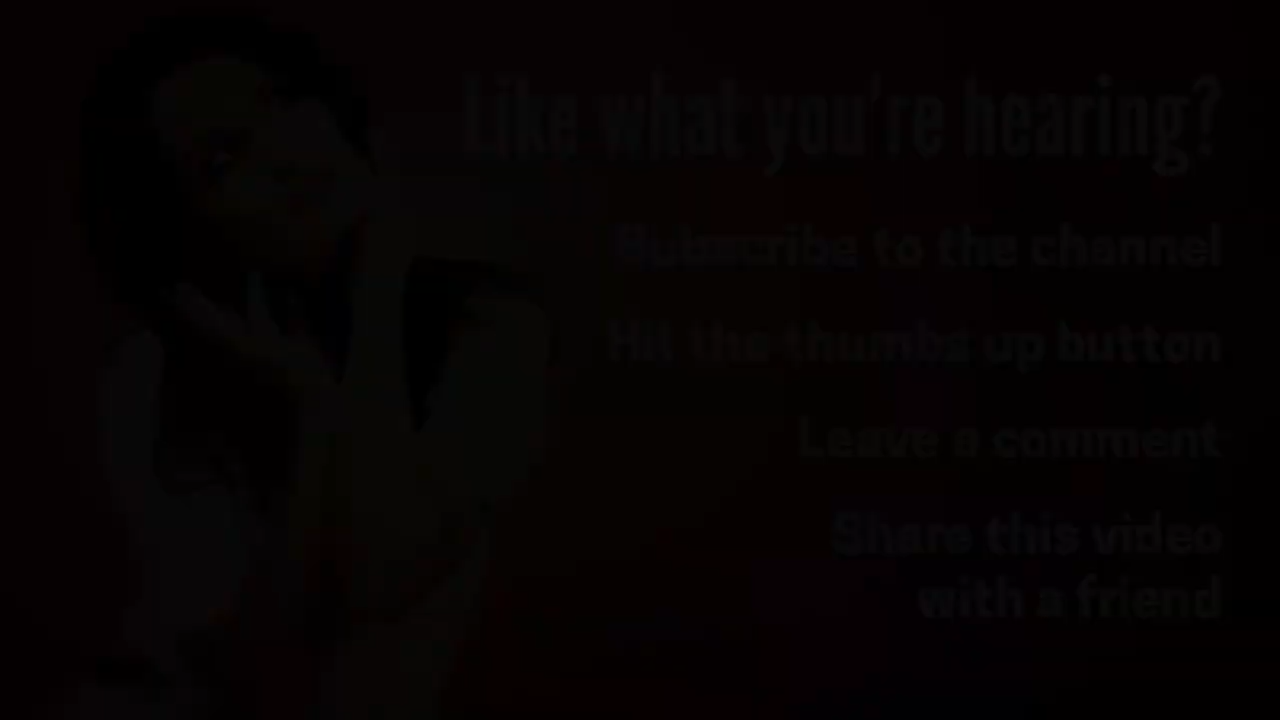 Like what you're hearing?
Subscribe to the channel
Hit the thumbs up button
Leave a comment
Share this video
with a friend